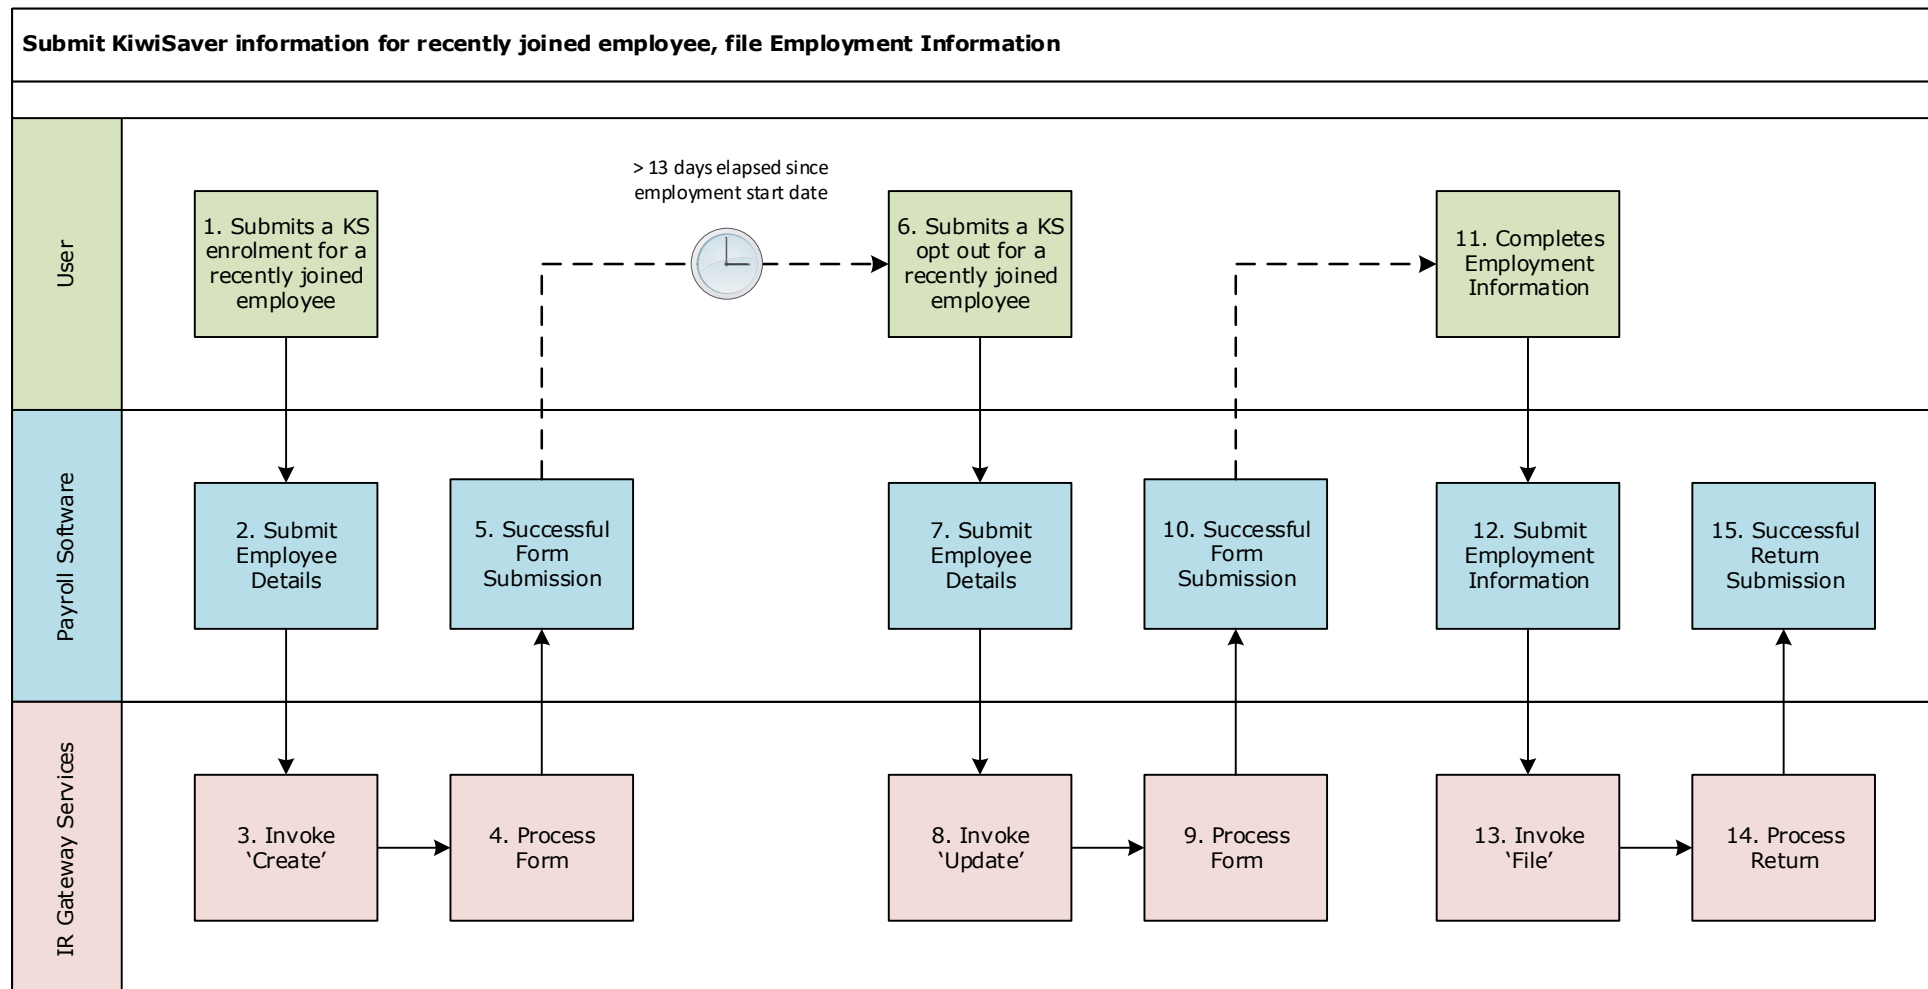 Submit KiwiSaver information for recently joined employee, file Employment Information
User
> 13 days elapsed since
employment start date
1. Submits a KS
enrolment for a
recently joined
employee
6. Submits a KS
opt out for a
recently joined
employee
11. Completes
Employment
Information
Payroll Software
2. Submit
Employee
Details
5. Successful
Form
Submission
7. Submit
Employee
Details
10. Successful
Form
Submission
12. Submit
Employment
Information
15. Successful
Return
Submission
IR Gateway Services
3. Invoke
‘Create’
4. Process
Form
8. Invoke
‘Update’
9. Process
Form
13. Invoke
‘File’
14. Process
Return